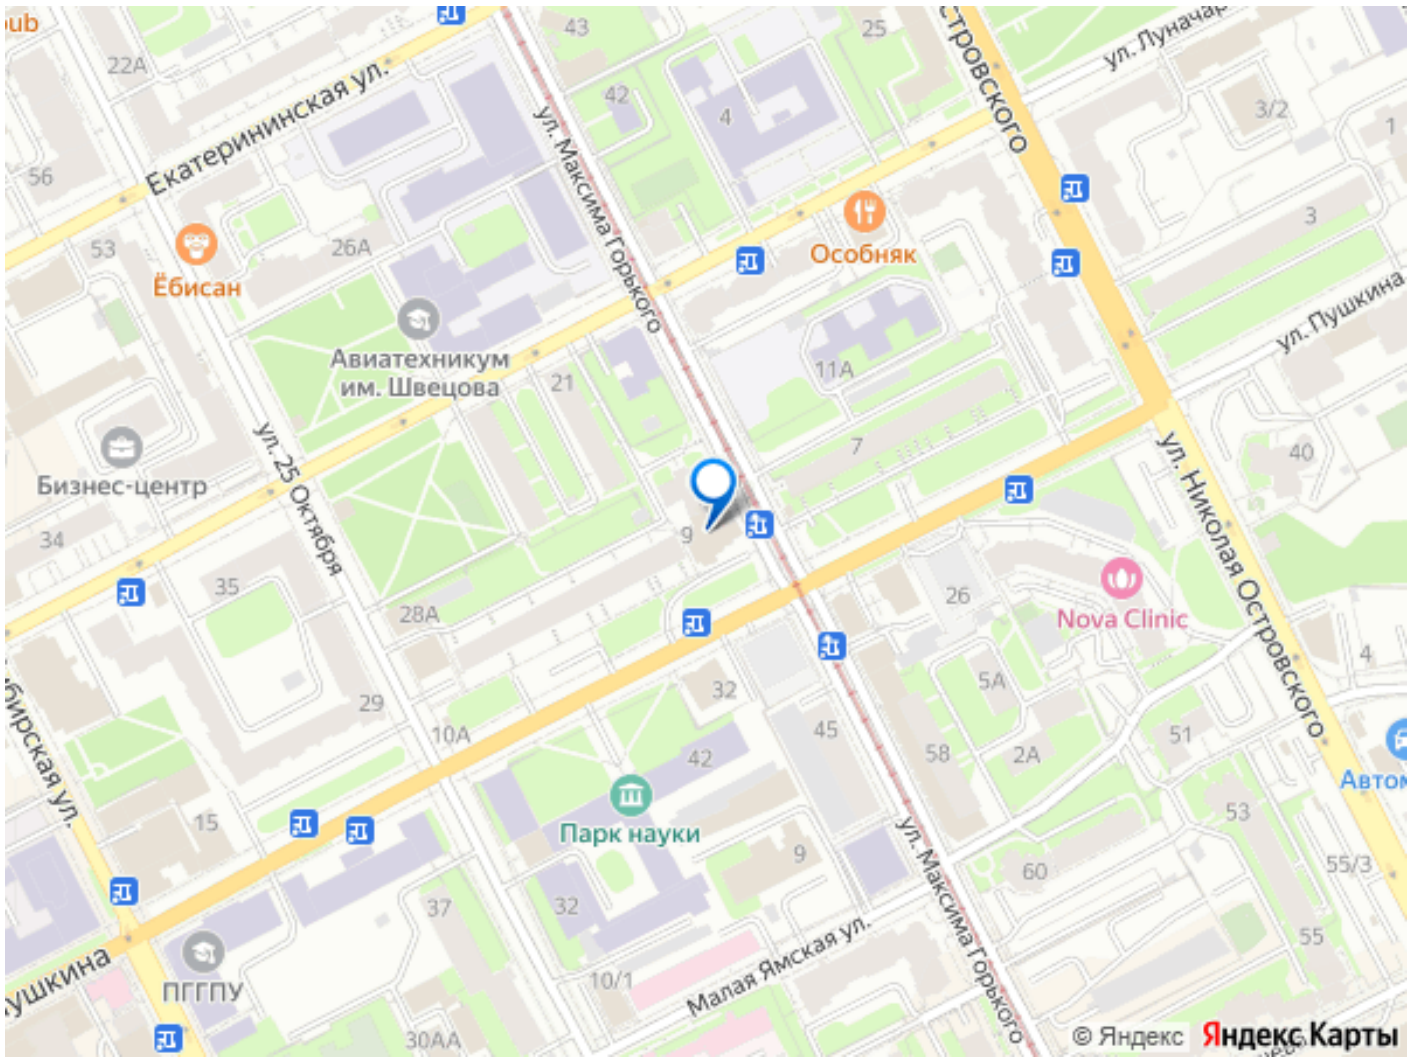 pub
43
25
ул. Луначар
стровского
22А
Екатерининская ул.
42
4
3/2
1
56
ул. Максима Горького
53
26А
3
Особняк
Ёбисан
ул. Пушкина
Авиатехникум
им. Швецова
21
11А
7
40
Бизнес-центр
ул. 25 Октября
ул. Николая Островского
34
9
35
28А
26
Nova Clinic
4
5А
32
29
10А
45
51
бирская ул.
42
58
2А
Автом
15
Парк науки
53
ул. Максима Горького
9
60
55/3
37
32
55
ушкина
ПГГПУ
10/1
Малая Ямская ул.
30АА
© Яндекс
Яндекс Карты